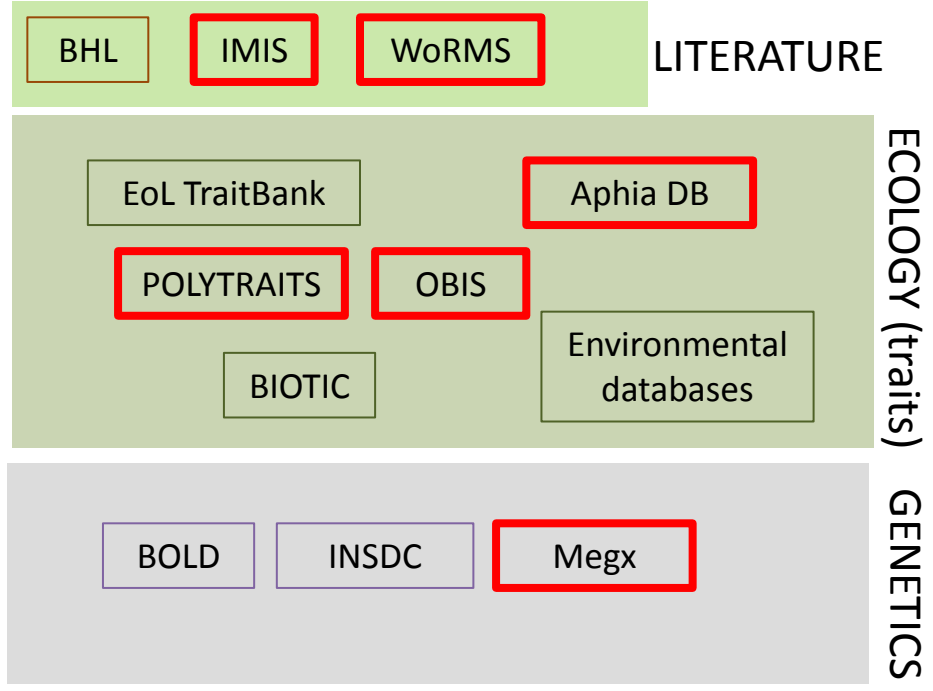 BHL
IMIS
WoRMS
LITERATURE
EoL TraitBank
Aphia DB
POLYTRAITS
OBIS
BIOTIC
Environmental
databases
ECOLOGY (traits)
BOLD
INSDC
Megx
GENETICS